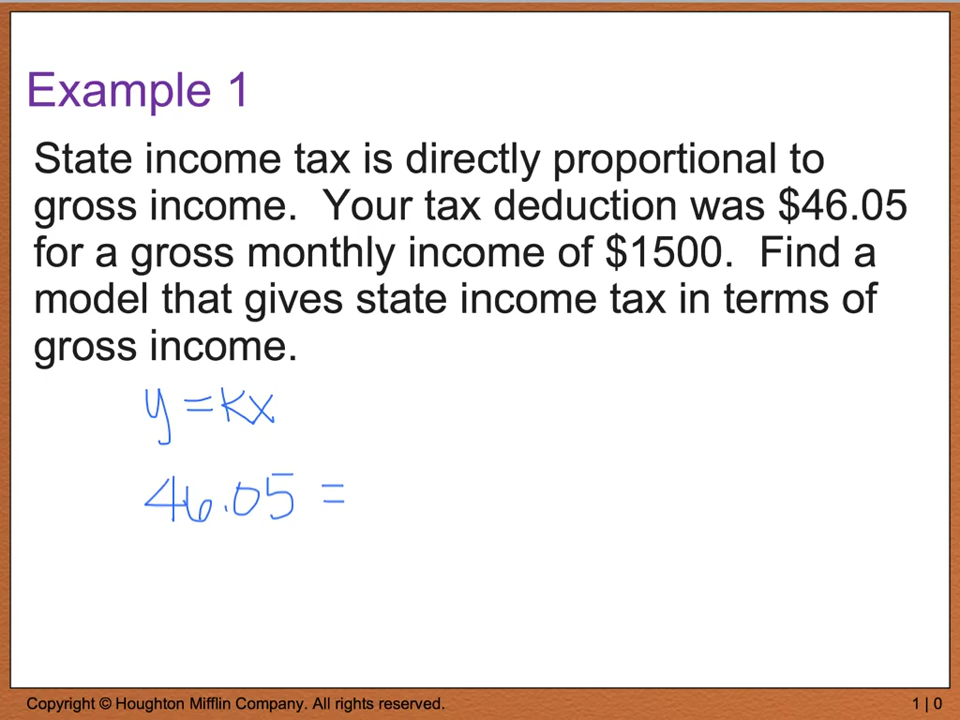 Example 1
State income tax is directly proportional to
gross income. Your tax deduction was $46.05
for a gross monthly income of $1500. Find a
model that gives state income tax in terms of
gross income.
y = kx
46.05 =
Copyright © Houghton Mifflin Company. All rights reserved.
1 | 0